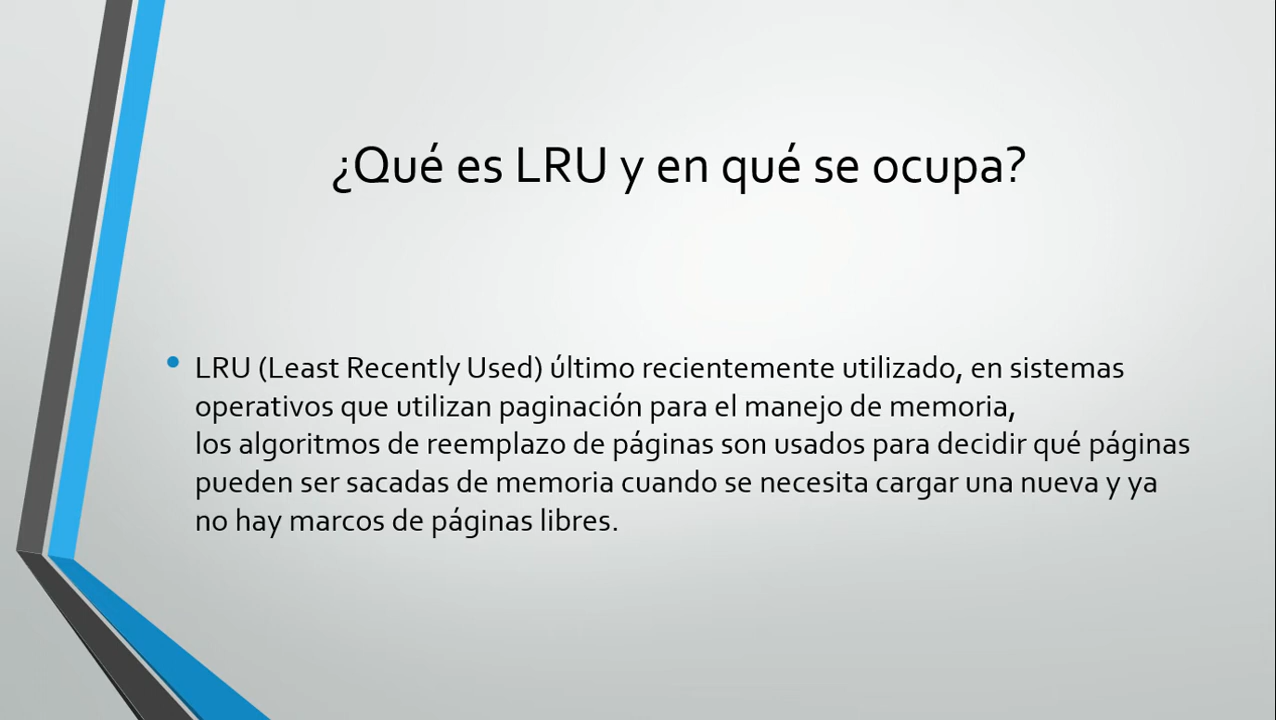 ¿Qué es LRU y en qué se ocupa?
LRU (Least Recently Used) último recientemente utilizado, en sistemas
operativos que utilizan paginación para el manejo de memoria,
los algoritmos de reemplazo de páginas son usados para decidir qué páginas
pueden ser sacadas de memoria cuando se necesita cargar una nueva y ya
no hay marcos de páginas libres.